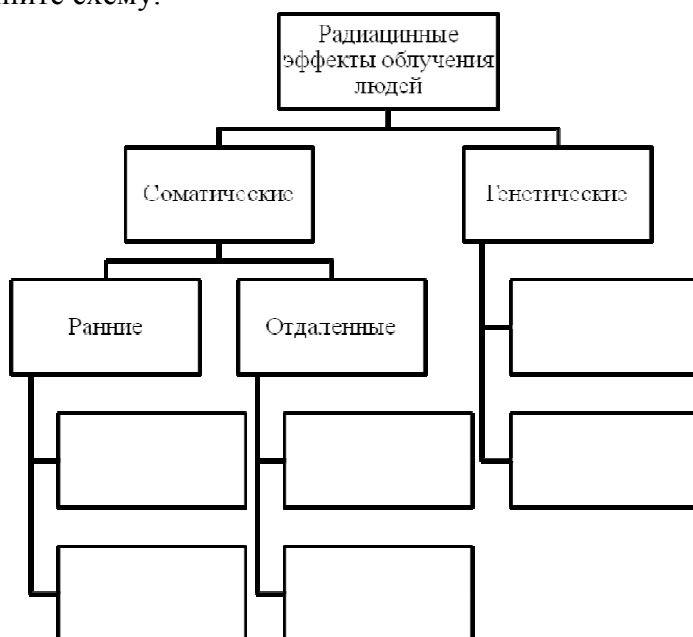 ните схему.
Радиацинные
эффекты облучения
людей
Соматические
Генетические
Ранние
Отдаленные